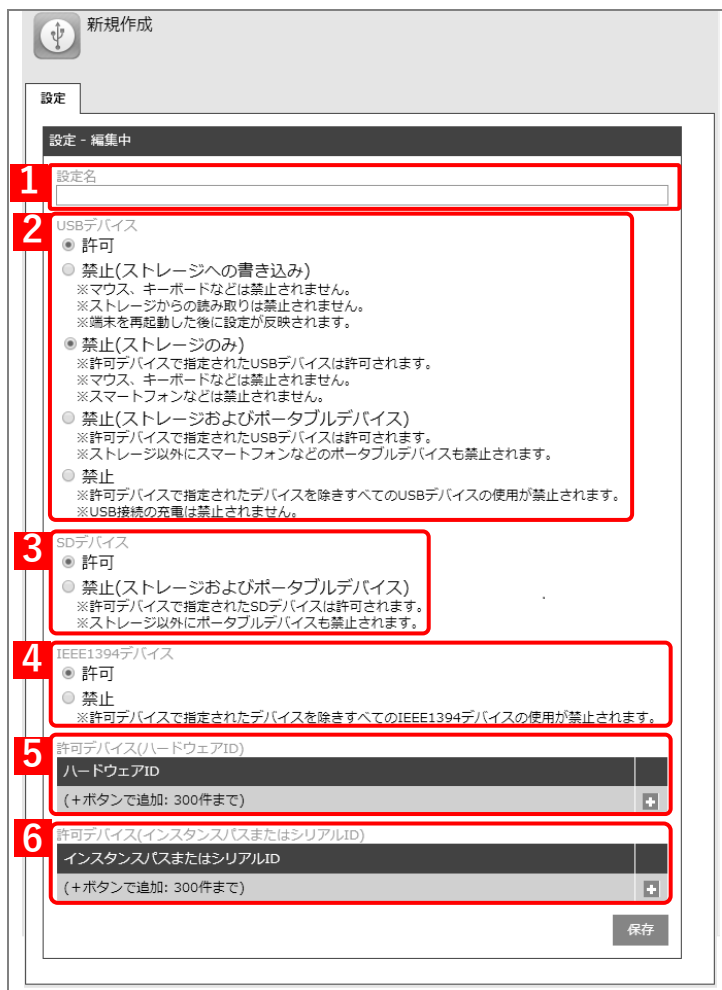 新規作成
設定
設定 - 編集中
1
設定名
2
USBデバイス
許可
禁止(ストレージへの書き込み)
※マウス、キーボードなどは禁止されません。
※ストレージからの読み取りは禁止されません。
※端末を再起動した後に設定が反映されます。
禁止(ストレージのみ)
※許可デバイスで指定されたUSBデバイスは許可されます。
※マウス、キーボードなどは禁止されません。
※スマートフォンなどは禁止されません。
禁止(ストレージおよびポータブルデバイス)
※許可デバイスで指定されたUSBデバイスは許可されます。
※ストレージ以外にスマートフォンなどのポータブルデバイスも禁止されます。
禁止
※許可デバイスで指定されたデバイスを除きすべてのUSBデバイスの使用が禁止されます。
※USB接続の充電は禁止されません。
3
SDデバイス
許可
禁止(ストレージおよびポータブルデバイス)
※許可デバイスで指定されたSDデバイスは許可されます。
※ストレージ以外にポータブルデバイスも禁止されます。
4
IEEE1394デバイス
許可
禁止
※許可デバイスで指定されたデバイスを除きすべてのIEEE1394デバイスの使用が禁止されます。
5
許可デバイス(ハードウェアID)
ハードウェアID
(+ボタンで追加: 300件まで)
6
許可デバイス(インスタンスパスまたはシリアルID)
インスタンスパスまたはシリアルID
(+ボタンで追加: 300件まで)
保存